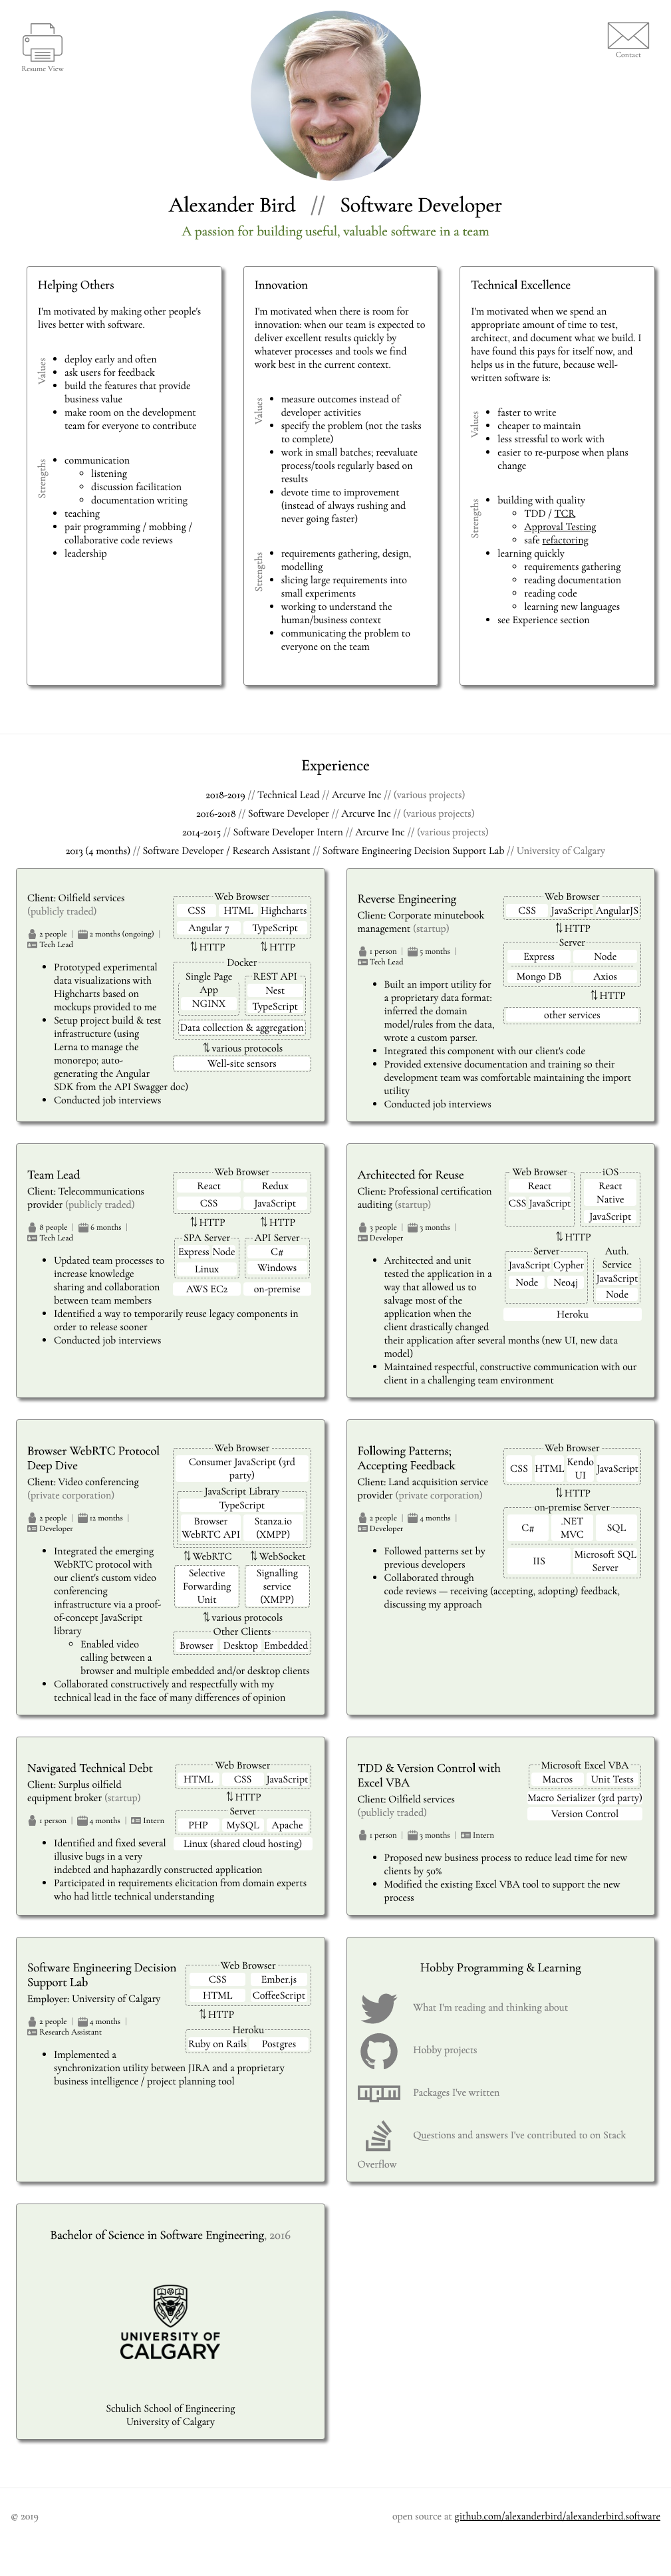 Resume View
Contact
Alexander Bird // Software Developer
A passion for building useful, valuable software in a team
Helping Others
I'm motivated by making other people's
lives better with software.
Values
• deploy early and often
• ask users for feedback
• build the features that provide
business value
• make room on the development
team for everyone to contribute
Strengths
• communication
◦ listening
◦ discussion facilitation
◦ documentation writing
• teaching
• pair programming / mobbing /
collaborative code reviews
• leadership
Innovation
I'm motivated when there is room for
innovation: when our team is expected to
deliver excellent results quickly by
whatever processes and tools we find
work best in the current context.
Values
• measure outcomes instead of
developer activities
• specify the problem (not the tasks
to complete)
• work in small batches; reevaluate
process/tools regularly based on
results
• devote time to improvement
(instead of always rushing and
never going faster)
Strengths
• requirements gathering, design,
modelling
• slicing large requirements into
small experiments
• working to understand the
human/business context
• communicating the problem to
everyone on the team
Technical Excellence
I'm motivated when we spend an
appropriate amount of time to test,
architect, and document what we build. I
have found this pays for itself now, and
helps us in the future, because well-
written software is:
Values
• faster to write
• cheaper to maintain
• less stressful to work with
• easier to re-purpose when plans
change
Strengths
• building with quality
◦ TDD / TCR
◦ Approval Testing
◦ safe refactoring
• learning quickly
◦ requirements gathering
◦ reading documentation
◦ reading code
◦ learning new languages
• see Experience section
Experience
2018-2019 // Technical Lead // Arcurve Inc // (various projects)
2016-2018 // Software Developer // Arcurve Inc // (various projects)
2014-2015 // Software Developer Intern // Arcurve Inc // (various projects)
2013 (4 months) // Software Developer / Research Assistant // Software Engineering Decision Support Lab // University of Calgary
Client: Oilfield services
(publicly traded)
2 people | 2 months (ongoing) |
Tech Lead
• Prototyped experimental
data visualizations with
Highcharts based on
mockups provided to me
• Setup project build & test
infrastructure (using
Lerna to manage the
monorepo; auto-
generating the Angular
SDK from the API Swagger doc)
• Conducted job interviews
Web Browser
CSS HTML Highcharts
Angular 7 TypeScript
⇅ HTTP ⇅ HTTP
Docker
Single Page
App
NGINX
REST API
Nest
TypeScript
Data collection & aggregation
⇅ various protocols
Well-site sensors
Reverse Engineering
Client: Corporate minutebook
management (startup)
1 person | 5 months |
Tech Lead
• Built an import utility for
a proprietary data format:
inferred the domain
model/rules from the data,
wrote a custom parser.
• Integrated this component with our client's code
• Provided extensive documentation and training so their
development team was comfortable maintaining the import
utility
• Conducted job interviews
Web Browser
CSS JavaScript AngularJS
⇅ HTTP
Server
Express Node
Mongo DB Axios
⇅ HTTP
other services
Team Lead
Client: Telecommunications
provider (publicly traded)
8 people | 6 months |
Tech Lead
• Updated team processes to
increase knowledge
sharing and collaboration
between team members
• Identified a way to temporarily reuse legacy components in
order to release sooner
• Conducted job interviews
Web Browser
React Redux
CSS JavaScript
⇅ HTTP ⇅ HTTP
SPA Server API Server
Express Node C#
Linux Windows
AWS EC2 on-premise
Architected for Reuse
Client: Professional certification
auditing (startup)
3 people | 3 months |
Developer
• Architected and unit
tested the application in a
way that allowed us to
salvage most of the
application when the
client drastically changed
their application after several months (new UI, new data
model)
• Maintained respectful, constructive communication with our
client in a challenging team environment
Web Browser
React
CSS JavaScript
iOS
React
Native
JavaScript
⇅ HTTP
Server
JavaScript Cypher
Node Neo4j
Auth.
Service
JavaScript
Node
Heroku
Browser WebRTC Protocol
Deep Dive
Client: Video conferencing
(private corporation)
2 people | 12 months |
Developer
• Integrated the emerging
WebRTC protocol with
our client's custom video
conferencing
infrastructure via a proof-
of-concept JavaScript
library
◦ Enabled video
calling between a
browser and multiple embedded and/or desktop clients
• Collaborated constructively and respectfully with my
technical lead in the face of many differences of opinion
Web Browser
Consumer JavaScript (3rd
party)
JavaScript Library
TypeScript
Browser
WebRTC API
Stanza.io
(XMPP)
⇅ WebRTC ⇅ WebSocket
Selective
Forwarding
Unit
Signalling
service
(XMPP)
⇅ various protocols
Other Clients
Browser Desktop Embedded
Following Patterns;
Accepting Feedback
Client: Land acquisition service
provider (private corporation)
2 people | 4 months |
Developer
• Followed patterns set by
previous developers
• Collaborated through
code reviews — receiving (accepting, adopting) feedback,
discussing my approach
Web Browser
CSS HTML Kendo
UI JavaScript
⇅ HTTP
on-premise Server
C# .NET
MVC SQL
IIS Microsoft SQL
Server
Navigated Technical Debt
Client: Surplus oilfield
equipment broker (startup)
1 person | 4 months | Intern
• Identified and fixed several
illusive bugs in a very
indebted and haphazardly constructed application
• Participated in requirements elicitation from domain experts
who had little technical understanding
Web Browser
HTML CSS JavaScript
⇅ HTTP
Server
PHP MySQL Apache
Linux (shared cloud hosting)
TDD & Version Control with
Excel VBA
Client: Oilfield services
(publicly traded)
1 person | 3 months | Intern
• Proposed new business process to reduce lead time for new
clients by 50%
• Modified the existing Excel VBA tool to support the new
process
Microsoft Excel VBA
Macros Unit Tests
Macro Serializer (3rd party)
Version Control
Software Engineering Decision
Support Lab
Employer: University of Calgary
2 people | 4 months |
Research Assistant
• Implemented a
synchronization utility between JIRA and a proprietary
business intelligence / project planning tool
Web Browser
CSS Ember.js
HTML CoffeeScript
⇅ HTTP
Heroku
Ruby on Rails Postgres
Hobby Programming & Learning
What I'm reading and thinking about
Hobby projects
npm
Packages I've written
Questions and answers I've contributed to on Stack
Overflow
Bachelor of Science in Software Engineering, 2016
UNIVERSITY OF
CALGARY
Schulich School of Engineering
University of Calgary
© 2019
open source at github.com/alexanderbird/alexanderbird.software